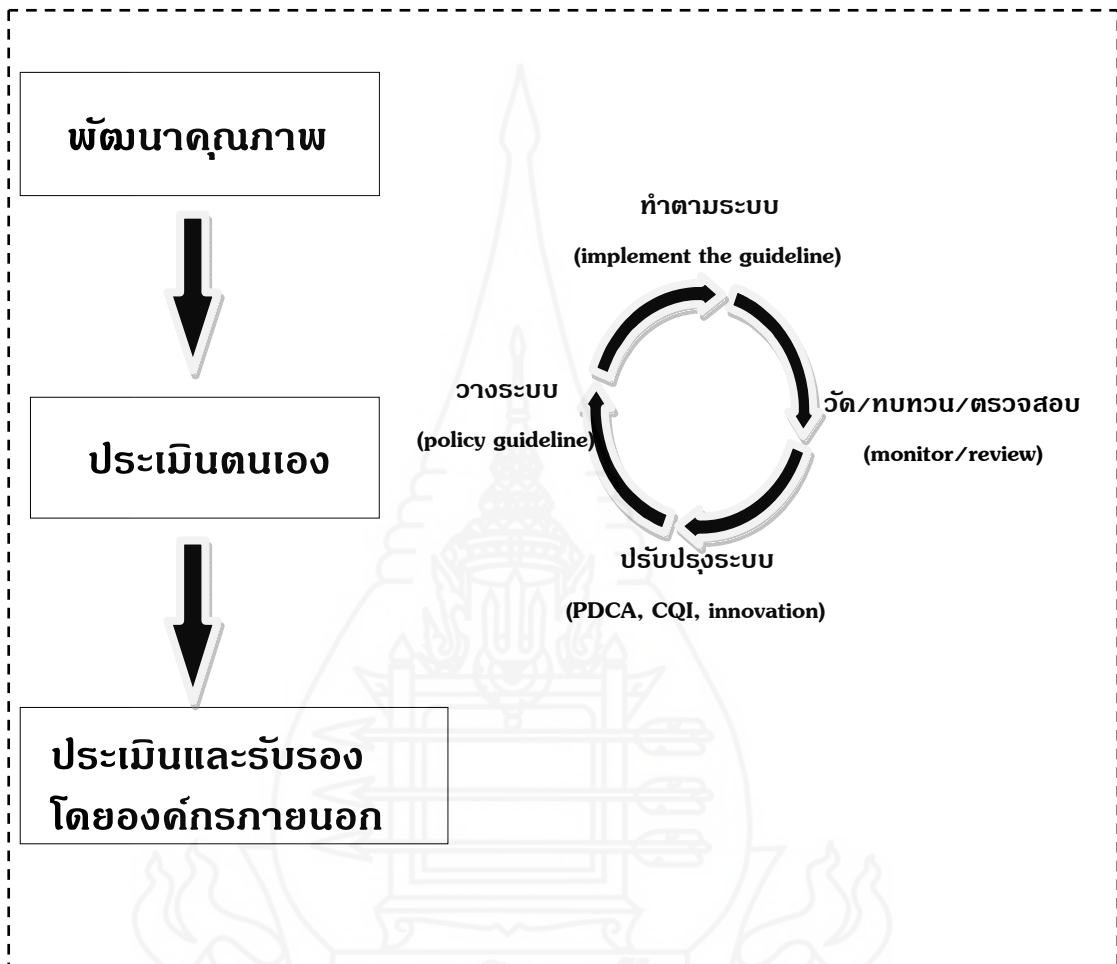 พัฒนาคุณภาพ
ประเมินตนเอง
ประเมินและรับรอง
โดยองค์กรภายนอก
ทำตามระบบ
(implement the guideline)
วัด/ทบทวน/ตรวจสอบ
(monitor/review)
ปรับปรุงระบบ
(PDCA, CQI, innovation)
วางระบบ
(policy guideline)